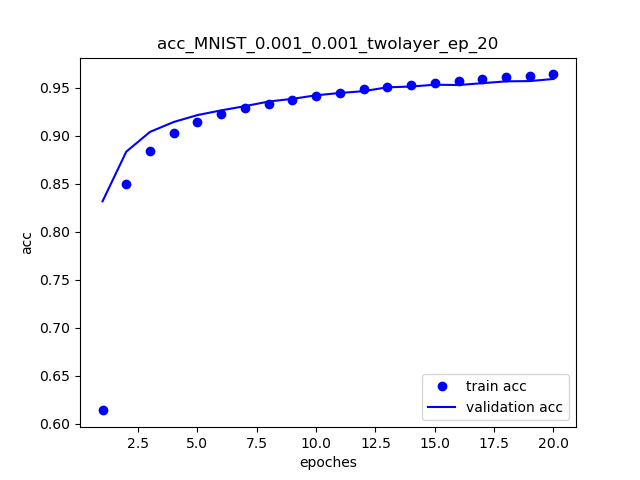 acc_MNIST_0.001_0.001_twolayer_ep_20
0.95
0.90
0.85
0.80
0.75
0.70
0.65
0.60
acc
train acc
validation acc
2.5 5.0 7.5 10.0 12.5 15.0 17.5 20.0
epoches